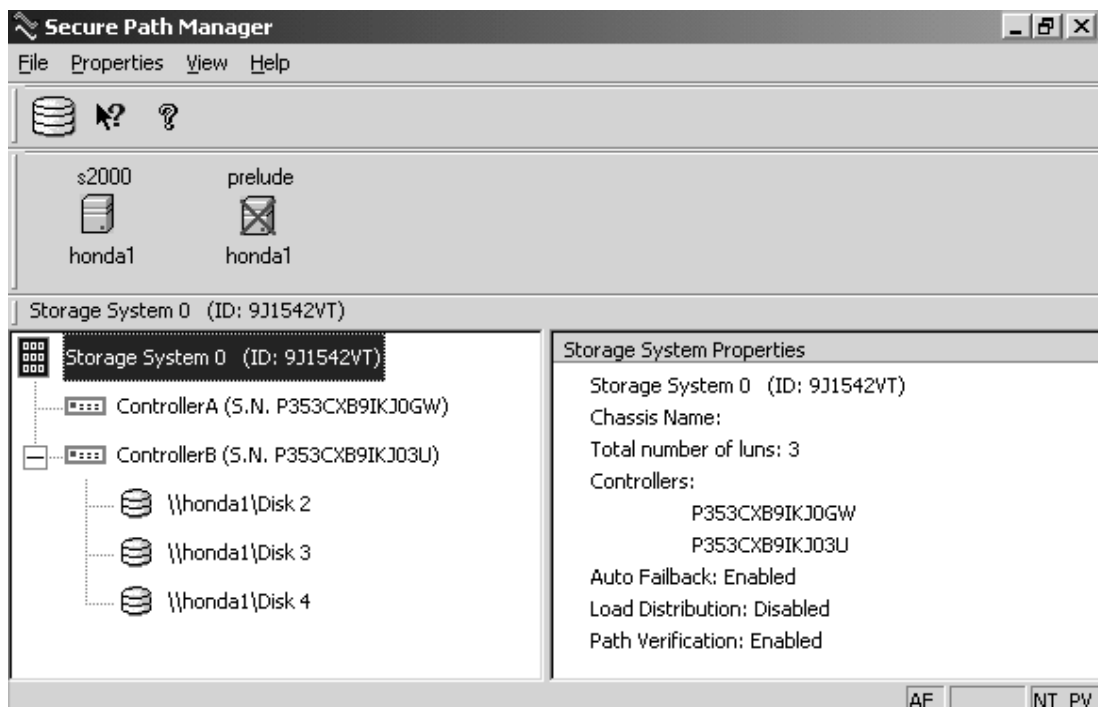 Secure Path Manager
File Properties View Help
s2000 prelude
honda1 honda1
Storage System 0 (ID: 9J1542VT)
Storage System 0 (ID: 9J1542VT)
ControllerA (S.N. P353CXB9IKJ0GW)
ControllerB (S.N. P353CXB9IKJ03U)
\\honda1\Disk 2
\\honda1\Disk 3
\\honda1\Disk 4
Storage System Properties
Storage System 0 (ID: 9J1542VT)
Chassis Name:
Total number of luns: 3
Controllers:
P353CXB9IKJ0GW
P353CXB9IKJ03U
Auto Failback: Enabled
Load Distribution: Disabled
Path Verification: Enabled
AF NT PV